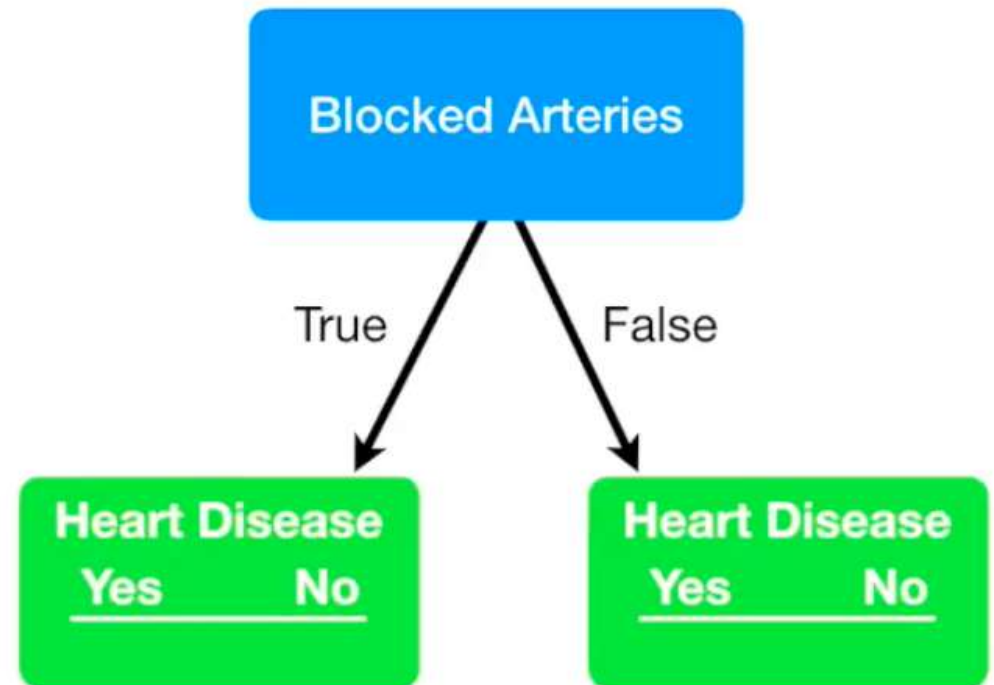 Blocked Arteries
True False
Heart Disease
Yes No
Heart Disease
Yes No